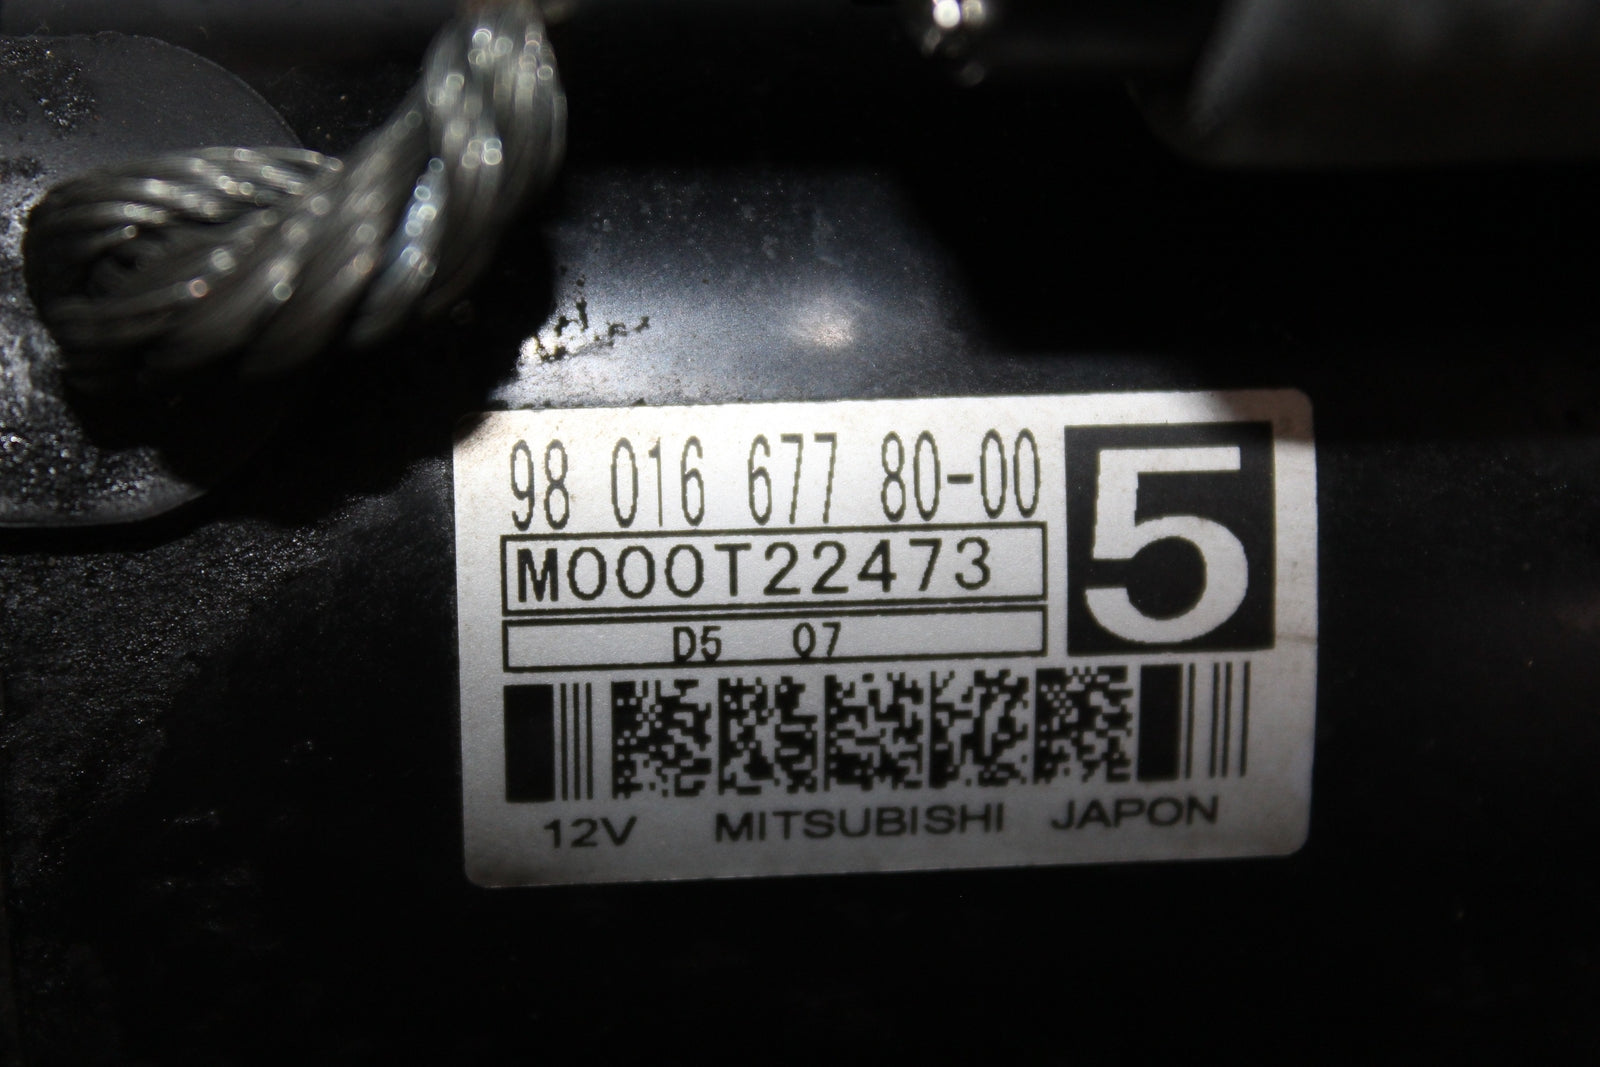 98 016 677 80-00
5
M000T22473
D5 07
12V MITSUBISHI JAPON